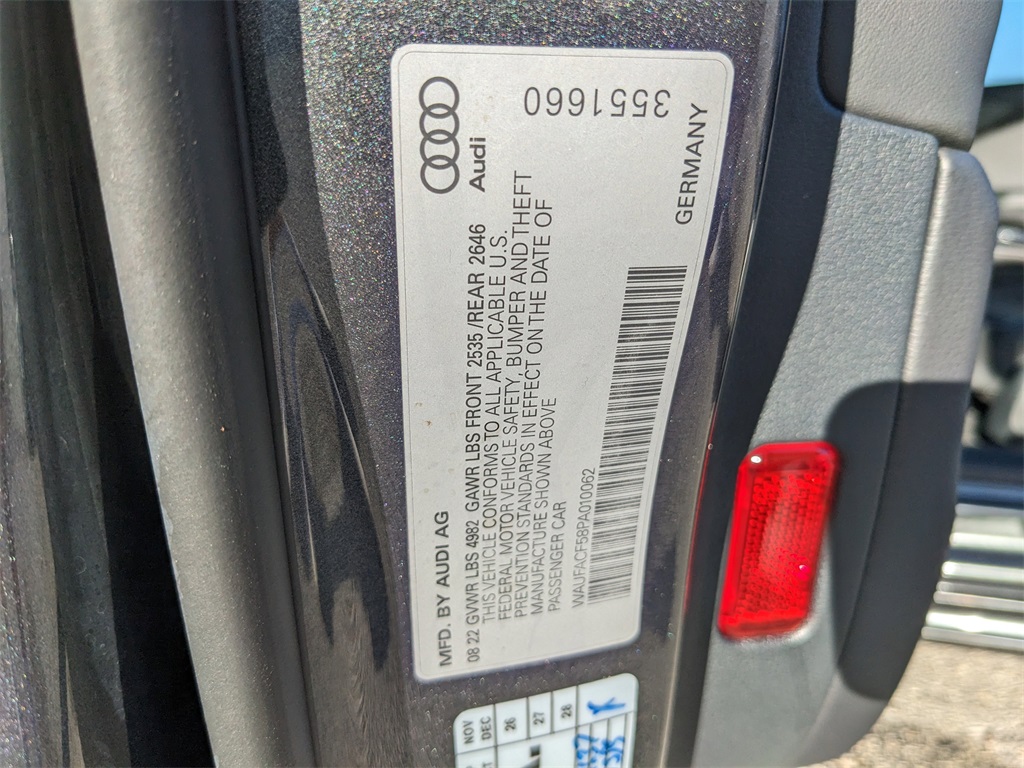 MFD. BY AUDI AG
08 22 GVWR LBS 4982 GAWR LBS FRONT 2535 /REAR 2646
THIS VEHICLE CONFORMS TO ALL APPLICABLE U.S.
FEDERAL MOTOR VEHICLE SAFETY, BUMPER AND THEFT
PREVENTION STANDARDS IN EFFECT ON THE DATE OF
MANUFACTURE SHOWN ABOVE
PASSENGER CAR
WAUFACF58PA010062
Audi
3551660
GERMANY
NOV
DEC
26
27
28